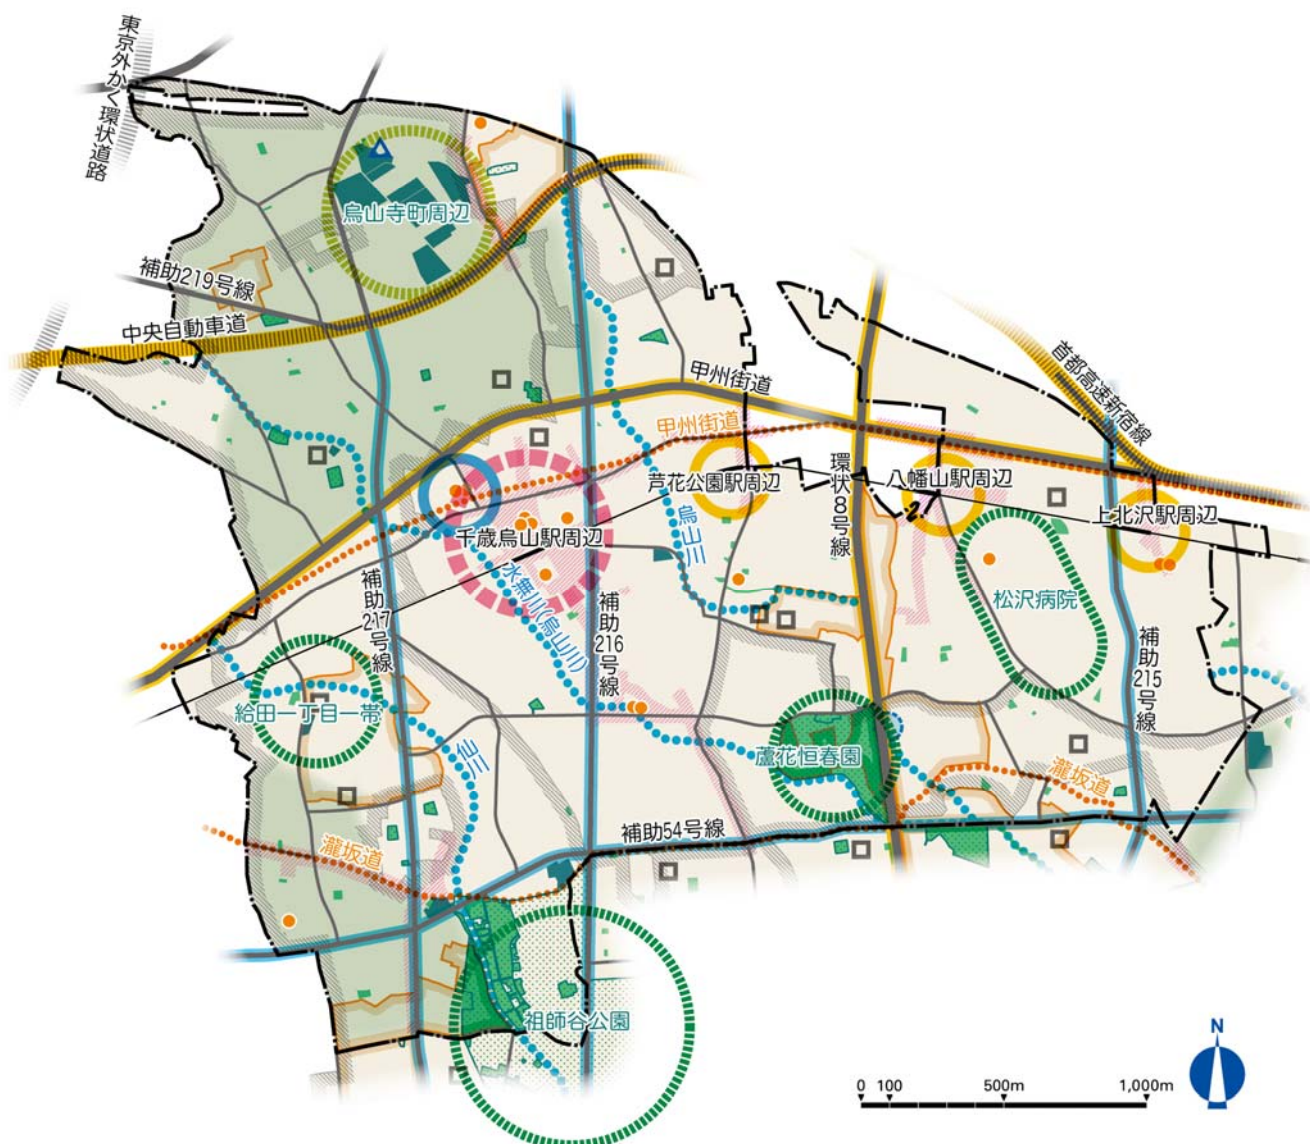 東京外かく環状道路
烏山寺町周辺
補助219号線
中央自動車道
甲州街道
首都高速新宿線
甲州街道
芦花公園駅周辺
環状8号線
八幡山駅周辺
上北沢駅周辺
千歳烏山駅周辺
烏山川
水無川(烏山川)
松沢病院
補助217号線
補助216号線
補助215号線
給田一丁目一帯
仙川
蘆花恒春園
瀧坂道
瀧坂道
補助54号線
祖師谷公園
N
0 100 500m 1,000m